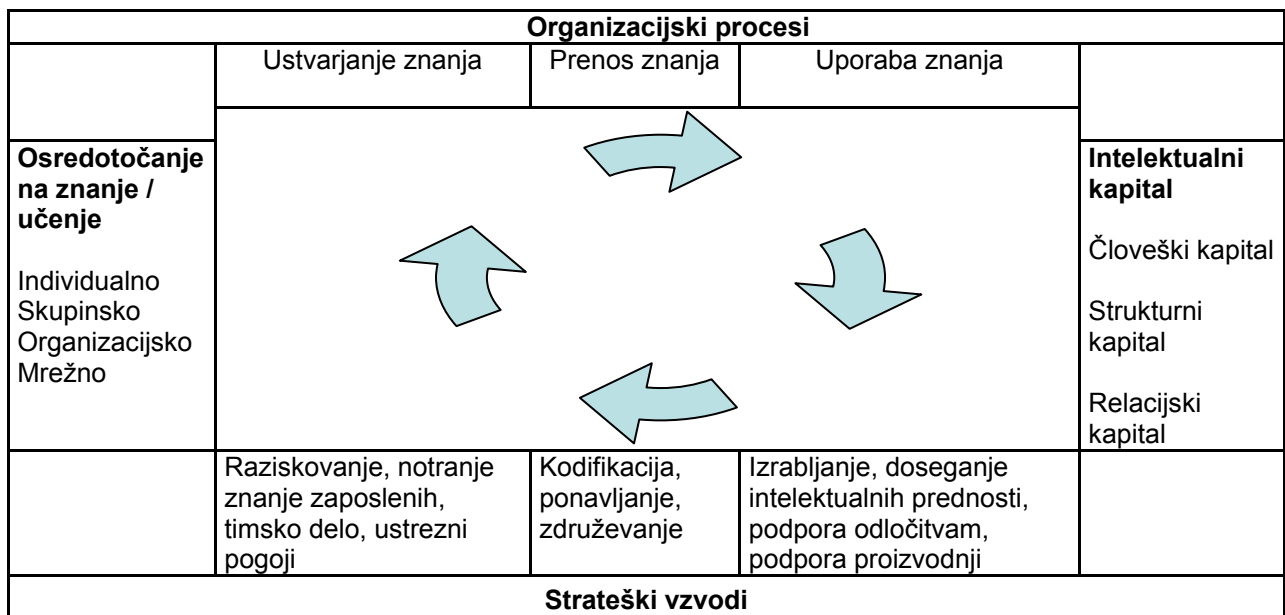 Organizacijski procesi
Ustvarjanje znanja
Prenos znanja
Uporaba znanja
Osredotočanje
na znanje /
učenje
Individualno
Skupinsko
Organizacijsko
Mrežno
Intelektualni
kapital
Človeški kapital
Strukturni
kapital
Relacijski
kapital
Raziskovanje, notranje
znanje zaposlenih,
timsko delo, ustrezni
pogoji
Kodifikacija,
ponavljanje,
združevanje
Izrabljanje, doseganje
intelektualnih prednosti,
podpora odločitvam,
podpora proizvodnji
Strateški vzvodi